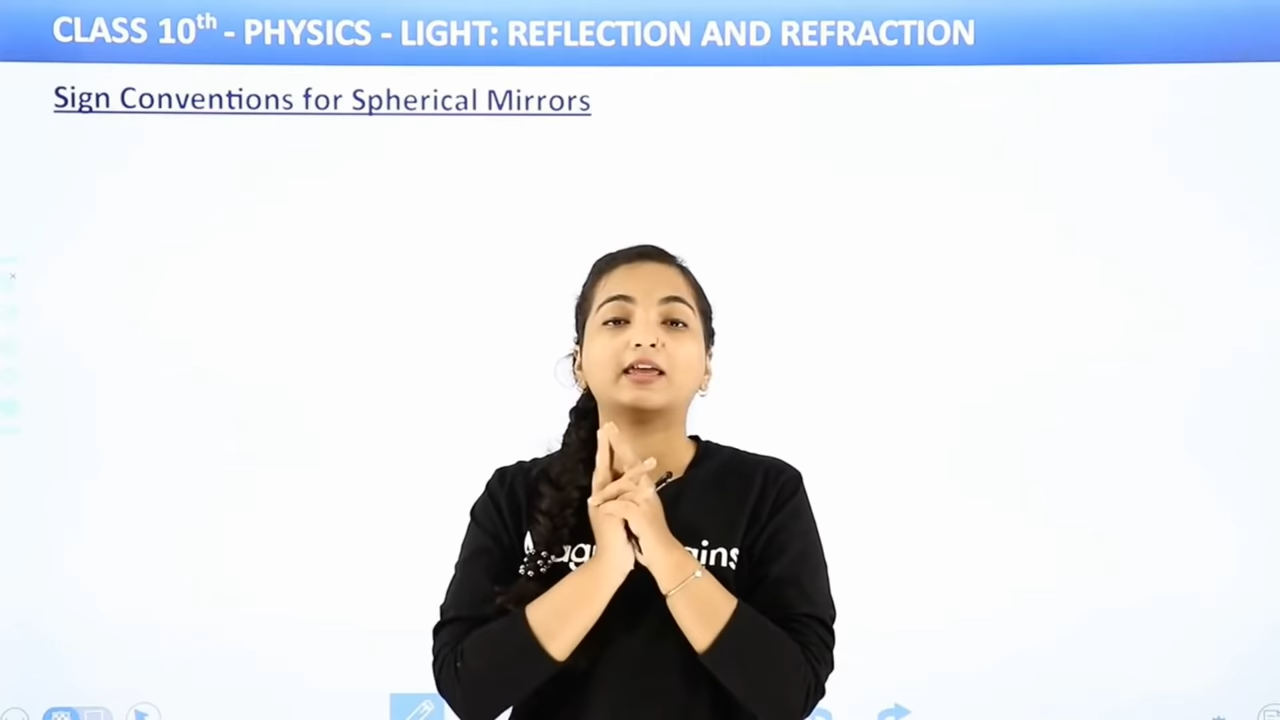 CLASS 10th - PHYSICS - LIGHT: REFLECTION AND REFRACTION
Sign Conventions for Spherical Mirrors